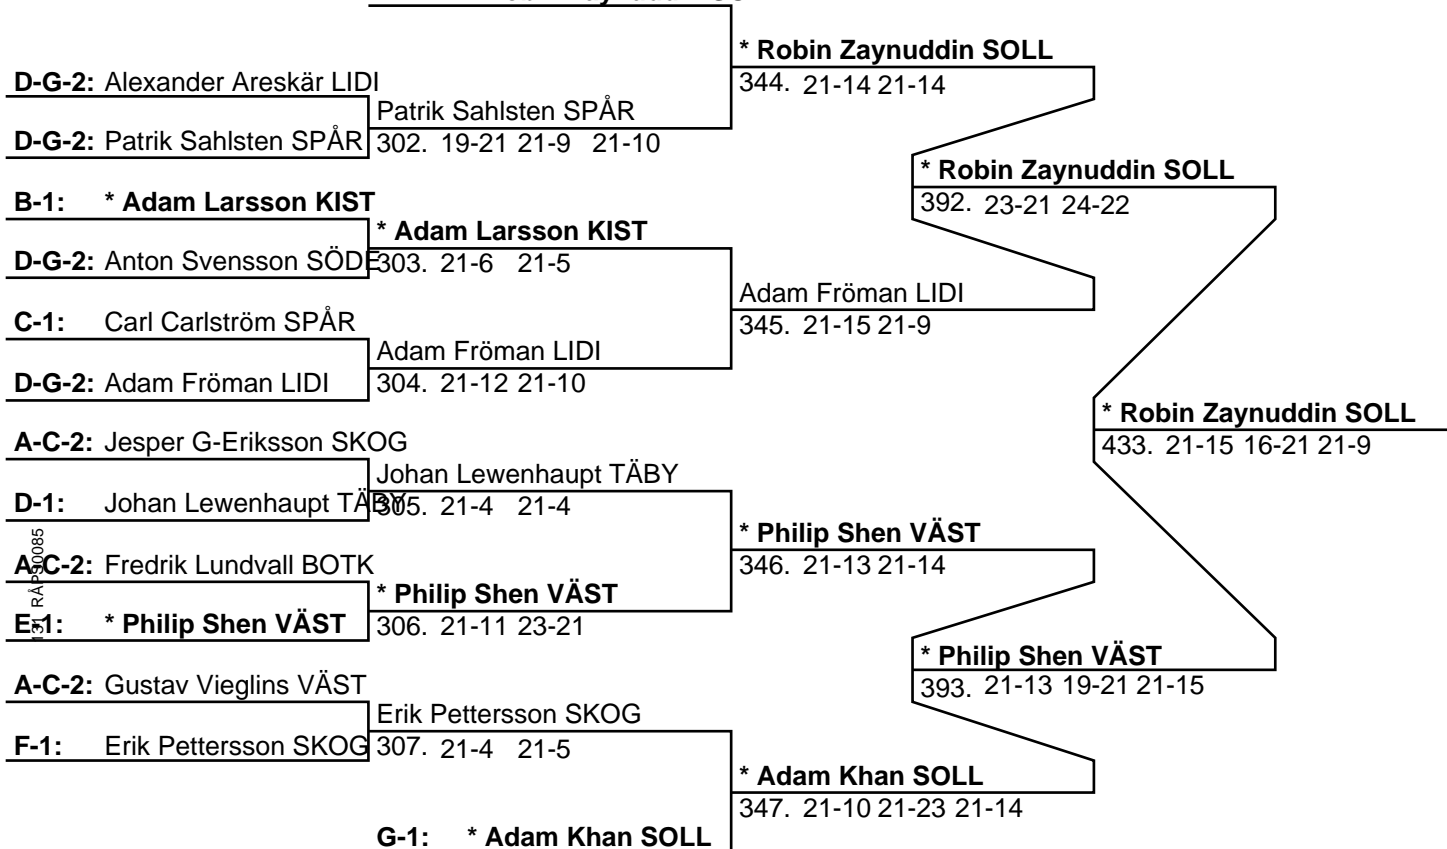 * Robin Zaynuddin SOLL
344. 21-14 21-14
D-G-2: Alexander Areskär LIDI
Patrik Sahlsten SPÅR
D-G-2: Patrik Sahlsten SPÅR
302. 19-21 21-9 21-10
* Robin Zaynuddin SOLL
392. 23-21 24-22
B-1: * Adam Larsson KIST
* Adam Larsson KIST
D-G-2: Anton Svensson SÖDE
303. 21-6 21-5
Adam Fröman LIDI
345. 21-15 21-9
C-1: Carl Carlström SPÅR
Adam Fröman LIDI
D-G-2: Adam Fröman LIDI
304. 21-12 21-10
* Robin Zaynuddin SOLL
433. 21-15 16-21 21-9
A-C-2: Jesper G-Eriksson SKOG
Johan Lewenhaupt TÄBY
D-1: Johan Lewenhaupt TÄBY
305. 21-4 21-4
* Philip Shen VÄST
346. 21-13 21-14
A-C-2: Fredrik Lundvall BOTK
* Philip Shen VÄST
E-1: * Philip Shen VÄST
306. 21-11 23-21
* Philip Shen VÄST
393. 21-13 19-21 21-15
A-C-2: Gustav Vieglins VÄST
Erik Pettersson SKOG
F-1: Erik Pettersson SKOG
307. 21-4 21-5
* Adam Khan SOLL
347. 21-10 21-23 21-14
G-1: * Adam Khan SOLL